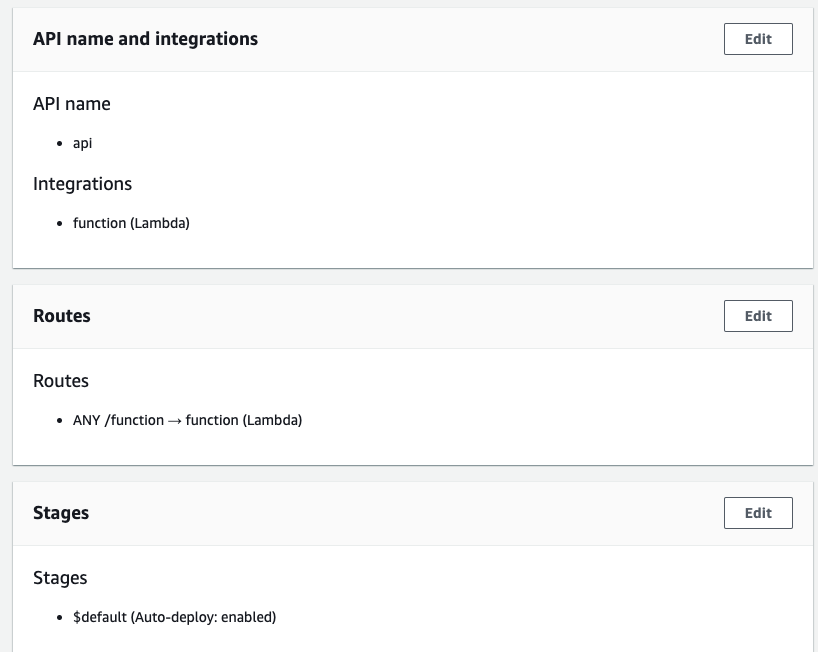 API name and integrations
Edit
API name
• api
Integrations
• function (Lambda)
Routes
Edit
Routes
• ANY /function → function (Lambda)
Stages
Edit
Stages
• $default (Auto-deploy: enabled)